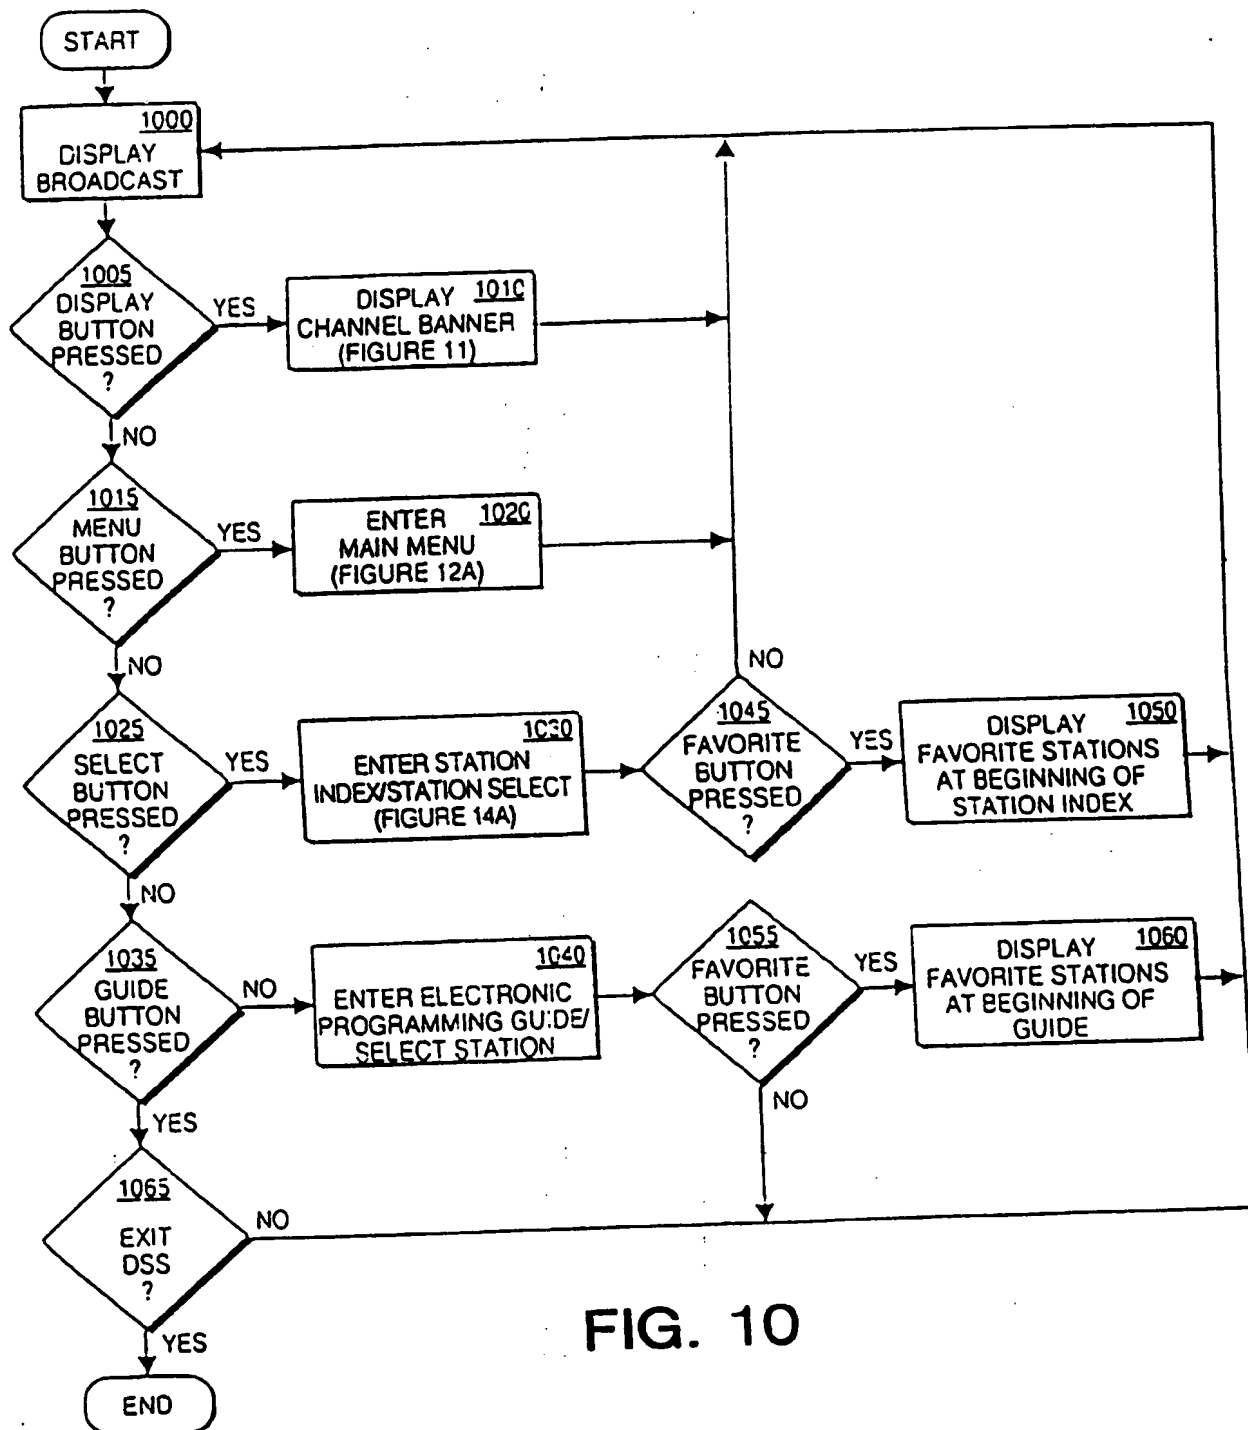 START
1000
DISPLAY
BROADCAST
1005
DISPLAY
BUTTON
PRESSED
?
YES
DISPLAY 1010
CHANNEL BANNER
(FIGURE 11)
NO
1015
MENU
BUTTON
PRESSED
?
YES
ENTER 1020
MAIN MENU
(FIGURE 12A)
NO
1025
SELECT
BUTTON
PRESSED
?
YES
1030
ENTER STATION
INDEX/STATION SELECT
(FIGURE 14A)
NO
1045
FAVORITE
BUTTON
PRESSED
?
YES
DISPLAY 1050
FAVORITE STATIONS
AT BEGINNING OF
STATION INDEX
NO
1035
GUIDE
BUTTON
PRESSED
?
NO
1040
ENTER ELECTRONIC
PROGRAMMING GUIDE/
SELECT STATION
1055
FAVORITE
BUTTON
PRESSED
?
YES
DISPLAY 1060
FAVORITE STATIONS
AT BEGINNING OF
GUIDE
NO
YES
1065
EXIT
DSS
?
NO
YES
END
FIG. 10